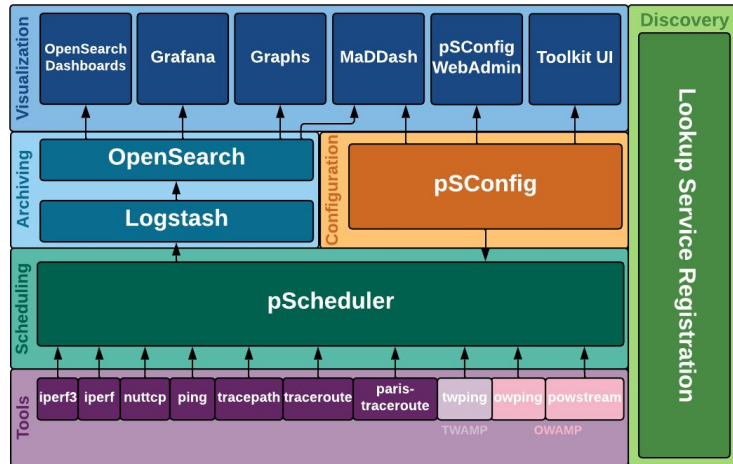 Discovery
Visualization
OpenSearch
Dashboards
Grafana
Graphs
MaDDash
pSConfig
WebAdmin
Toolkit UI
Lookup Service Registration
Archiving
OpenSearch
Logstash
Configuration
pSConfig
Scheduling
pScheduler
Tools
iperf3
iperf
nuttcp
ping
tracepath
traceroute
paris-
traceroute
twping
owping
powstream
TWAMP
OWAMP